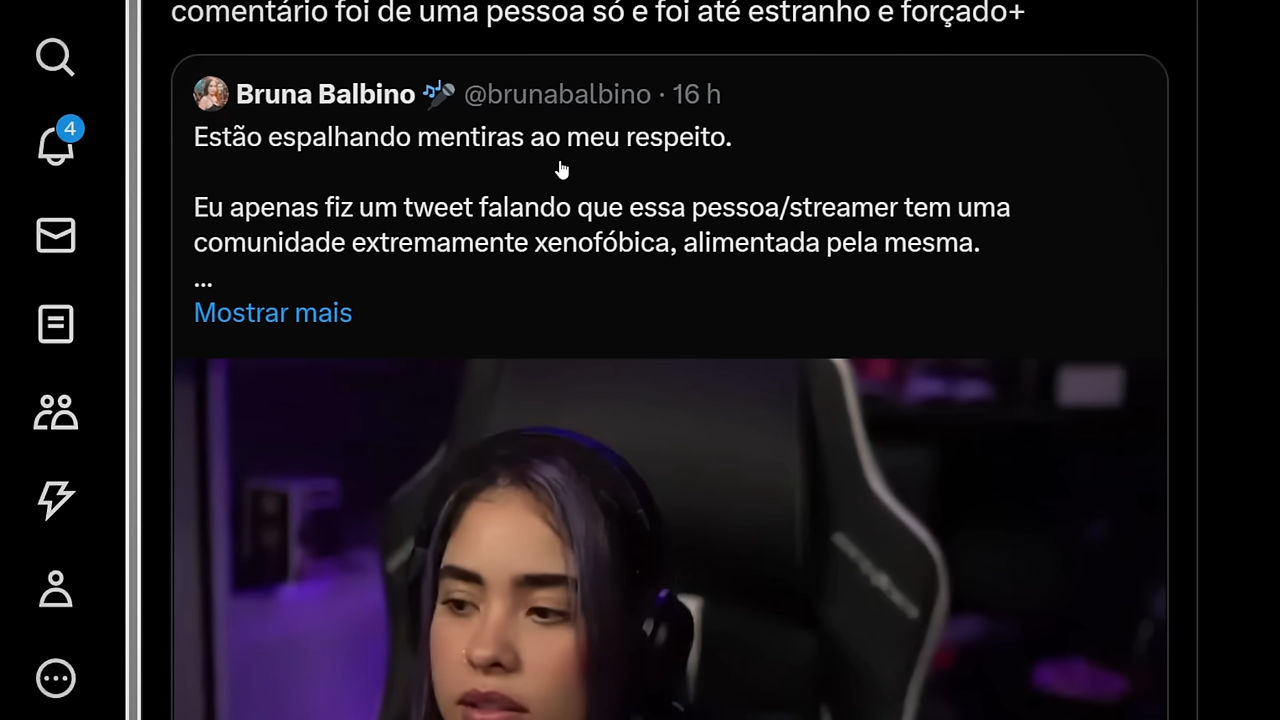 comentário foi de uma pessoa só e foi até estranho e forçado+
4
Bruna Balbino 🎶🎤 @brunabalbino · 16 h
Estão espalhando mentiras ao meu respeito.
Eu apenas fiz um tweet falando que essa pessoa/streamer tem uma
comunidade extremamente xenofóbica, alimentada pela mesma.
...
Mostrar mais